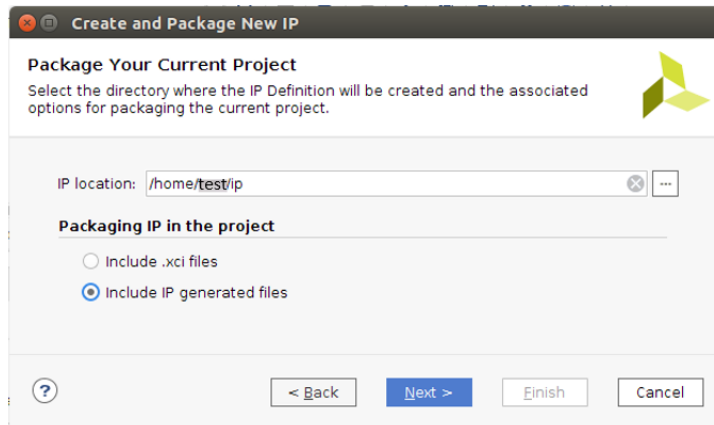 Create and Package New IP
Package Your Current Project
Select the directory where the IP Definition will be created and the associated
options for packaging the current project.
IP location: /home/test/ip ...
Packaging IP in the project
Include .xci files
Include IP generated files
? < Back Next > Finish Cancel